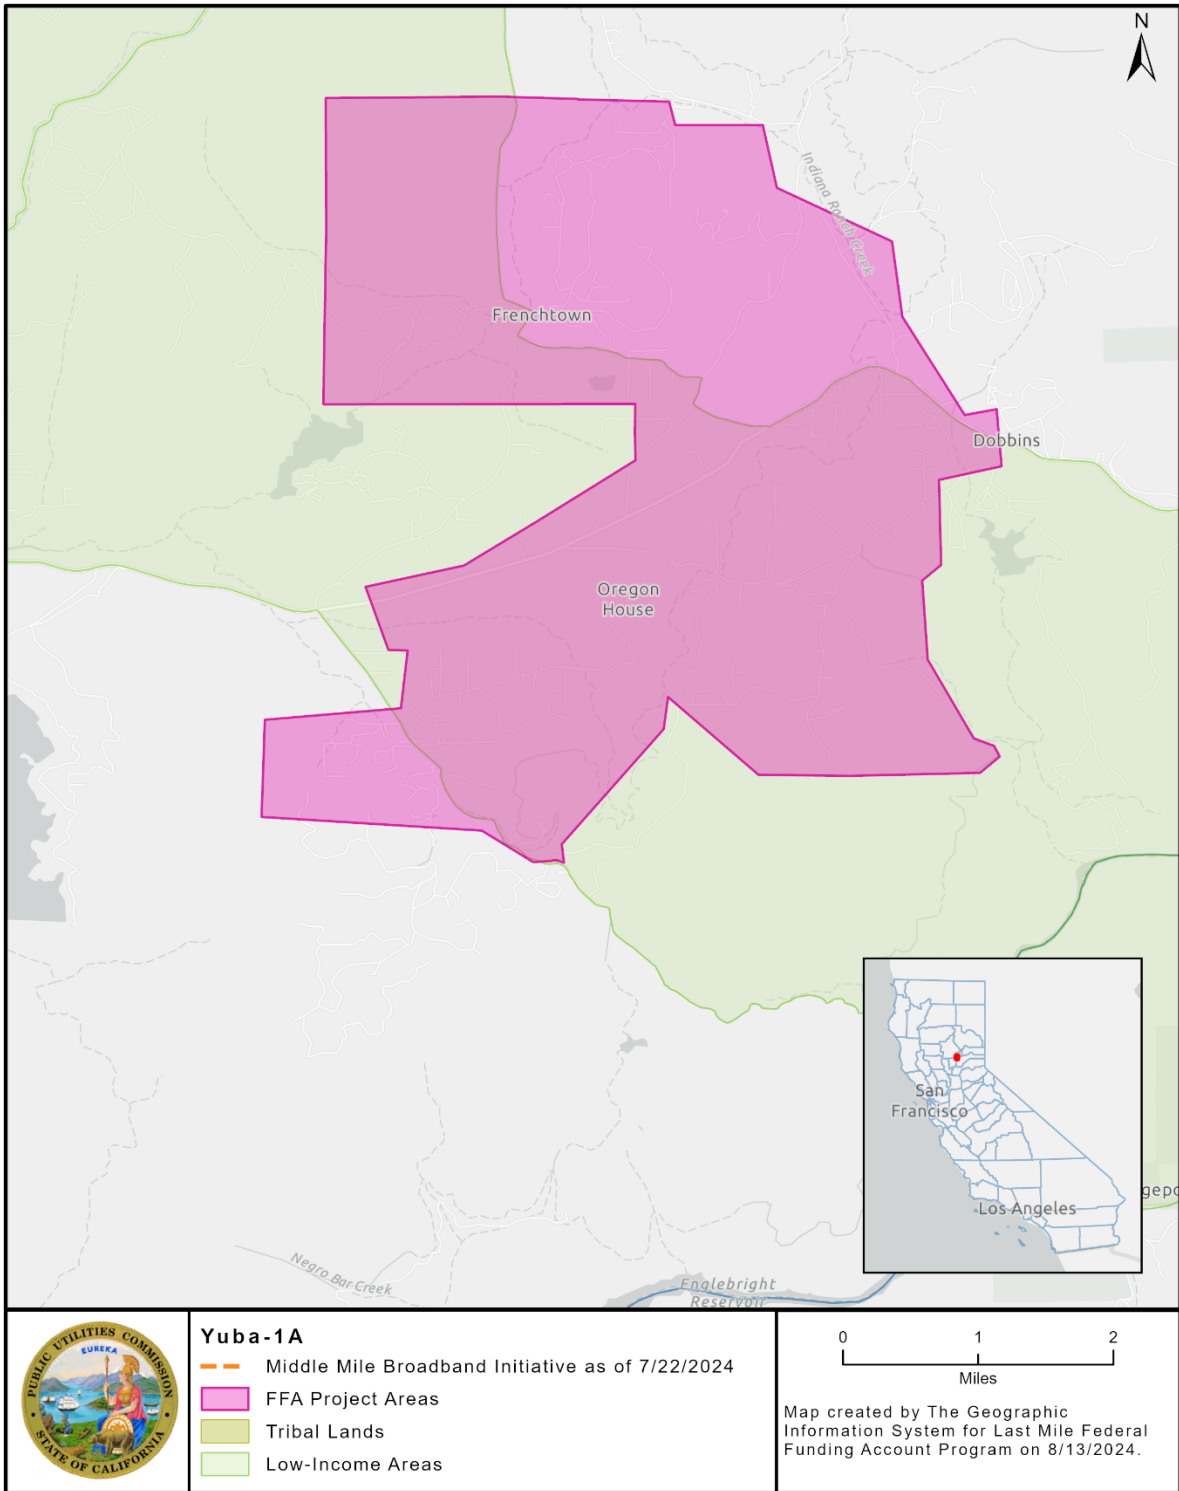 N
Indiana Ranch Creek
Frenchtown
Dobbins
Oregon
House
San
Francisco
Los Angeles
gepo
Negro Bar Creek
Englebright
Reservoir
PUBLIC UTILITIES COMMISSION
EUREKA
STATE OF CALIFORNIA
Yuba-1A
Middle Mile Broadband Initiative as of 7/22/2024
FFA Project Areas
Tribal Lands
Low-Income Areas
0 1 2
Miles
Map created by The Geographic
Information System for Last Mile Federal
Funding Account Program on 8/13/2024.